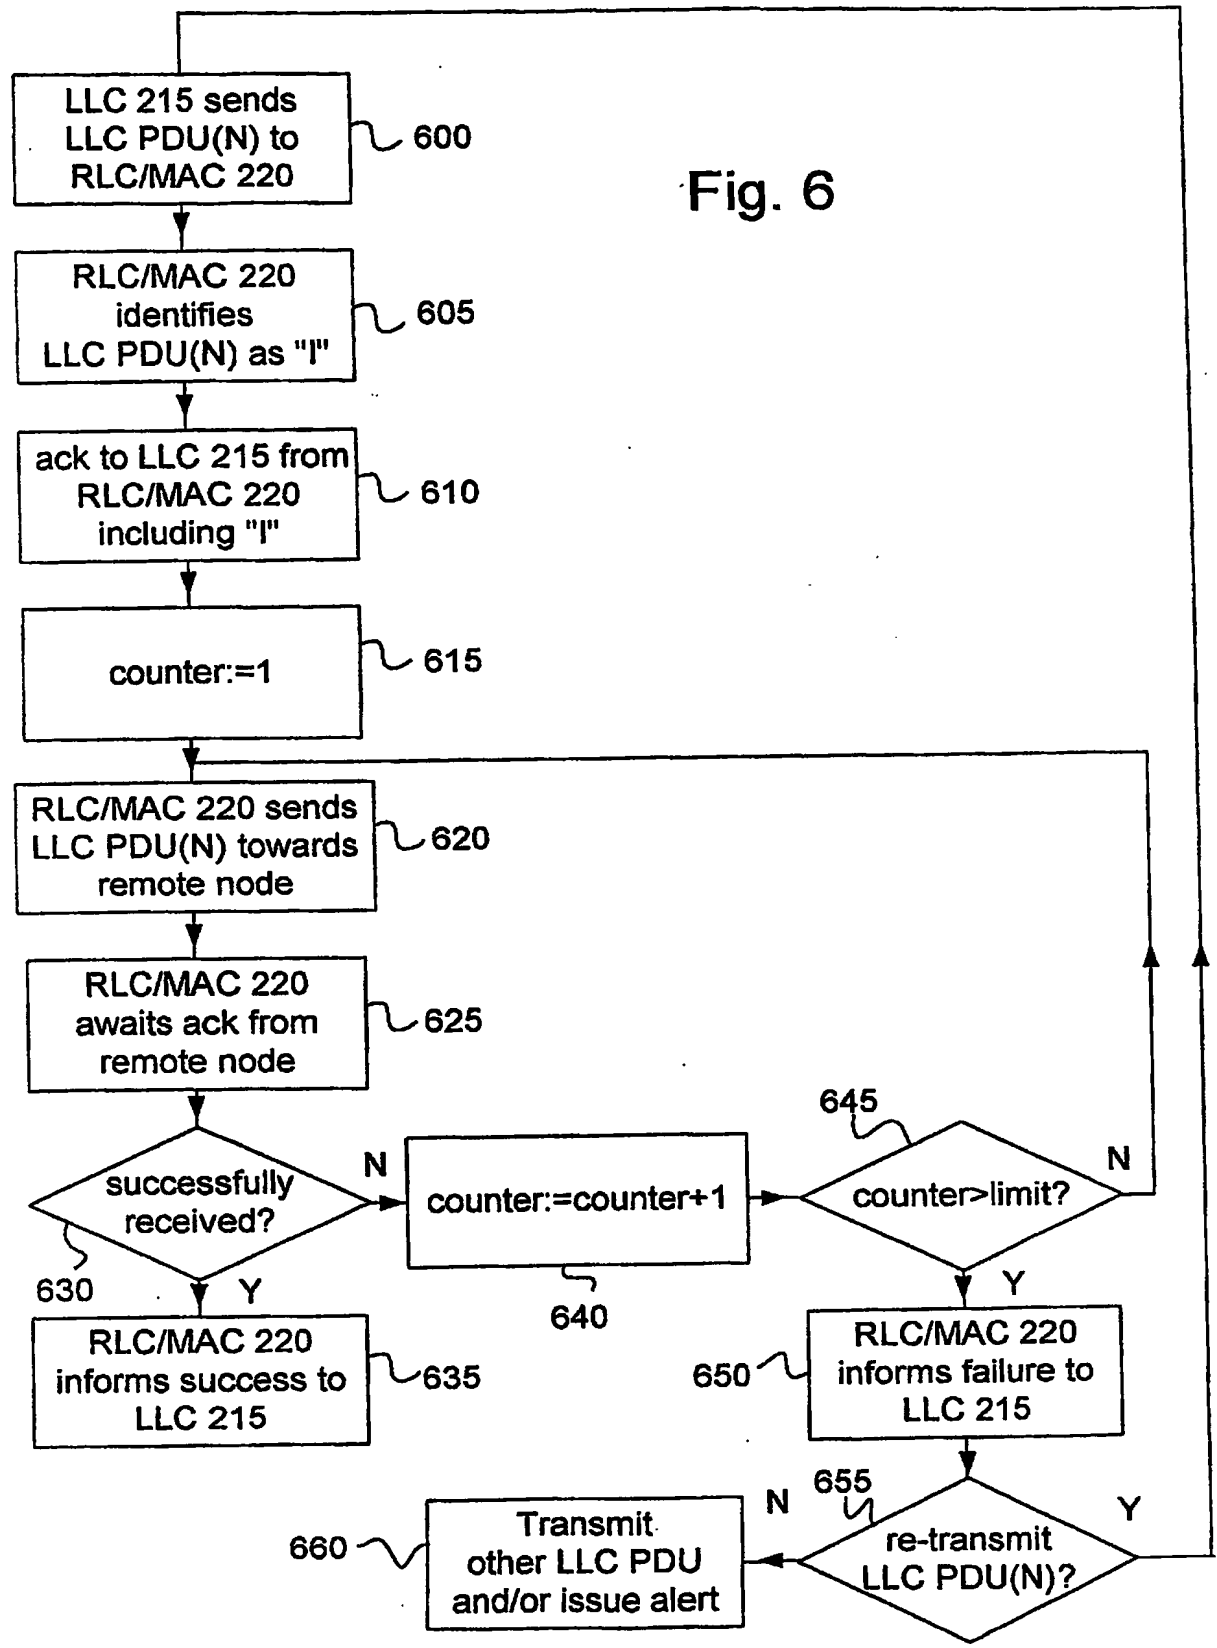 LLC 215 sends
LLC PDU(N) to
RLC/MAC 220
600
Fig. 6
RLC/MAC 220
identifies
LLC PDU(N) as "I"
605
ack to LLC 215 from
RLC/MAC 220
including "I"
610
counter:=1
615
RLC/MAC 220 sends
LLC PDU(N) towards
remote node
620
RLC/MAC 220
awaits ack from
remote node
625
successfully
received?
630
N
Y
counter:=counter+1
640
645
counter>limit?
N
Y
RLC/MAC 220
informs success to
LLC 215
635
RLC/MAC 220
informs failure to
LLC 215
650
655
re-transmit
LLC PDU(N)?
N
Y
Transmit
other LLC PDU
and/or issue alert
660